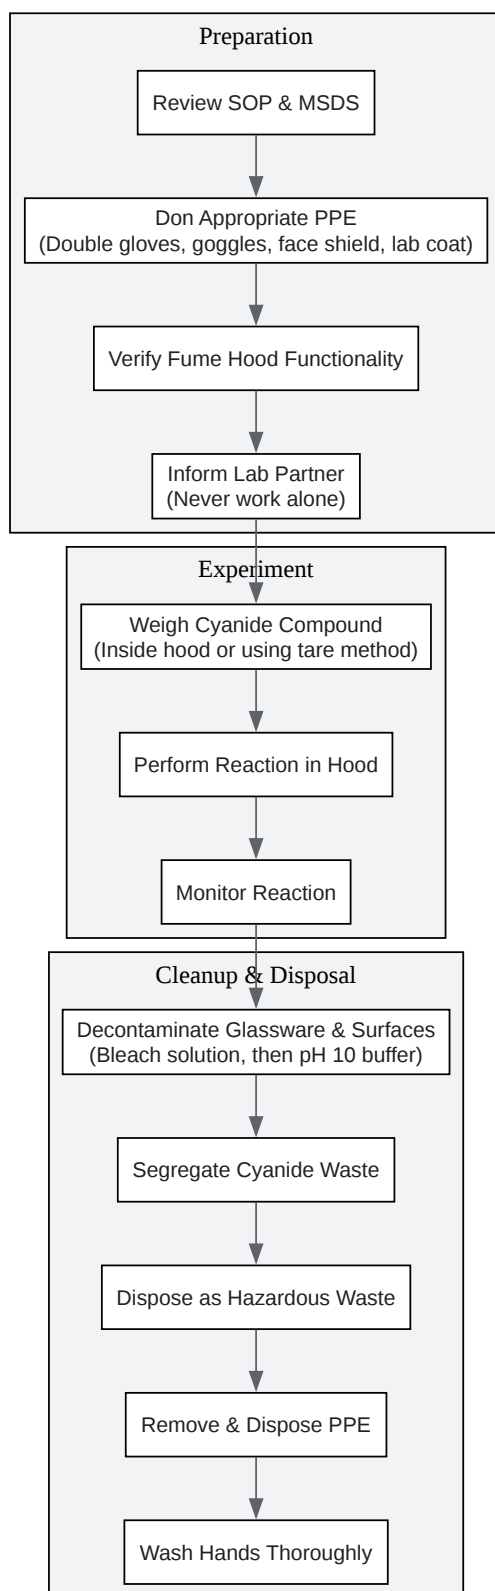 Preparation
Review SOP & MSDS
Don Appropriate PPE
(Double gloves, goggles, face shield, lab coat)
Verify Fume Hood Functionality
Inform Lab Partner
(Never work alone)
Experiment
Weigh Cyanide Compound
(Inside hood or using tare method)
Perform Reaction in Hood
Monitor Reaction
Cleanup & Disposal
Decontaminate Glassware & Surfaces
(Bleach solution, then pH 10 buffer)
Segregate Cyanide Waste
Dispose as Hazardous Waste
Remove & Dispose PPE
Wash Hands Thoroughly